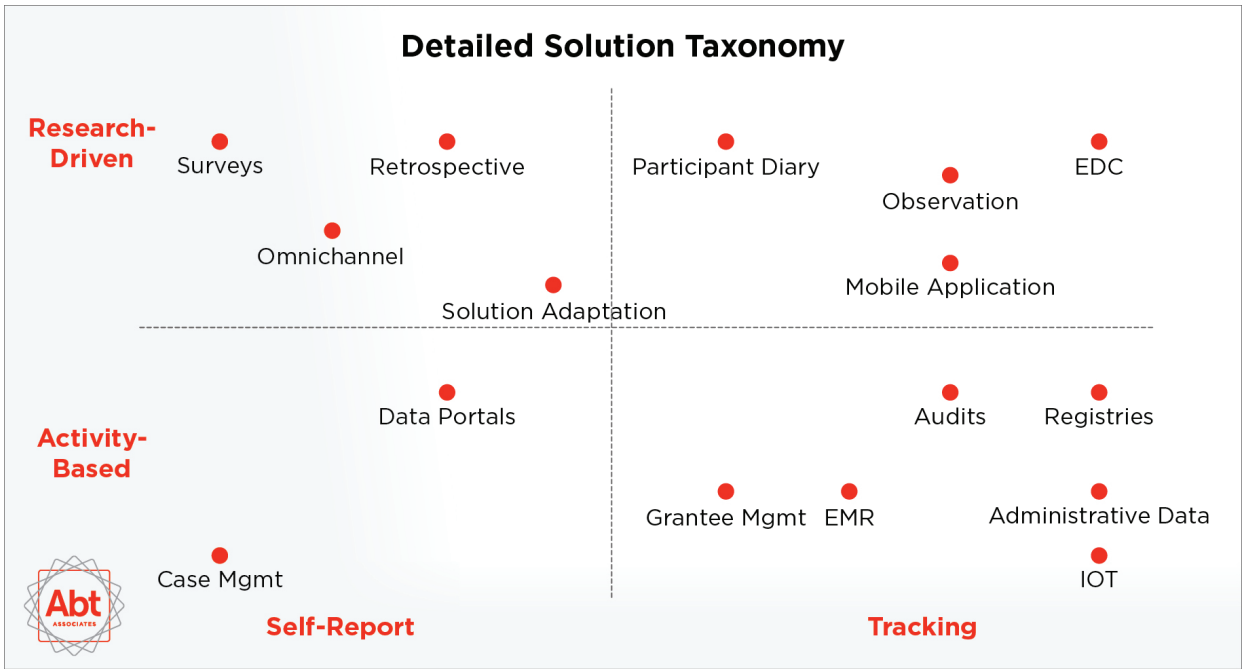 Detailed Solution Taxonomy
Research-
Driven
Surveys
Retrospective
Participant Diary
EDC
Observation
Omnichannel
Mobile Application
Solution Adaptation
Data Portals
Audits
Registries
Activity-
Based
Grantee Mgmt
EMR
Administrative Data
Case Mgmt
IOT
Abt
ASSOCIATES
Self-Report
Tracking